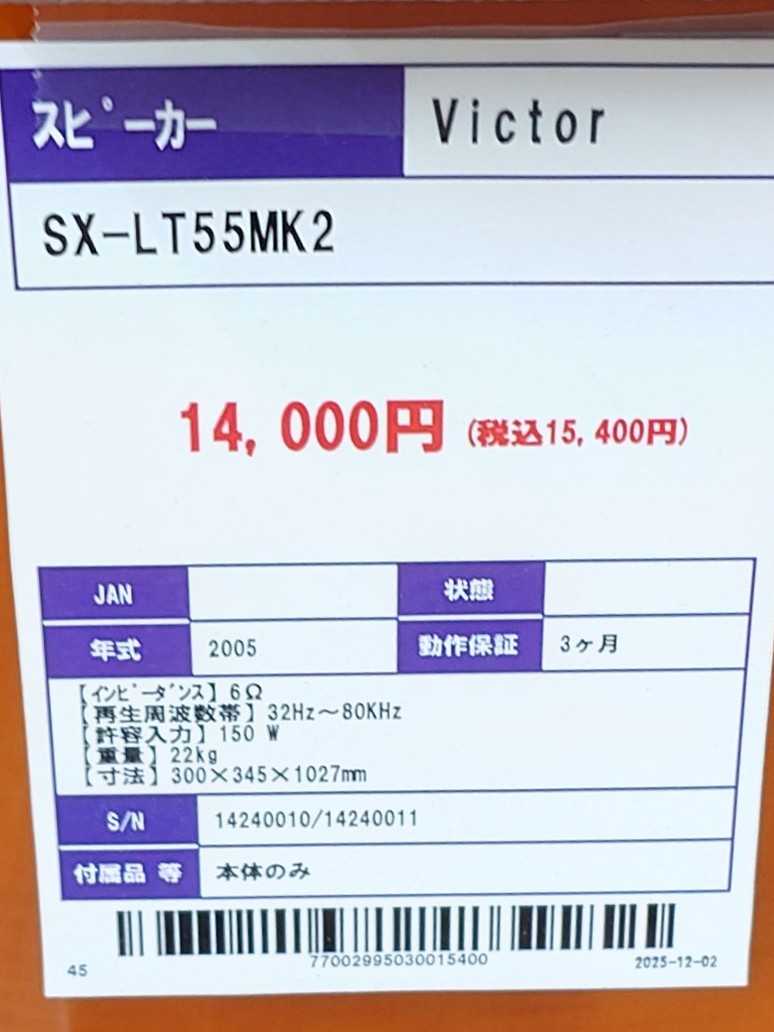 スピーカー Victor
SX-LT55MK2
14,000円 (税込15,400円)
JAN 状態
年式 2005 動作保証 3ヶ月
【インピーダンス】6Ω
【再生周波数帯】32Hz～80KHz
【許容入力】150 W
【重量】22kg
【寸法】300×345×1027mm
S/N 14240010/14240011
付属品 等 本体のみ
77002995030015400
45 2025-12-02